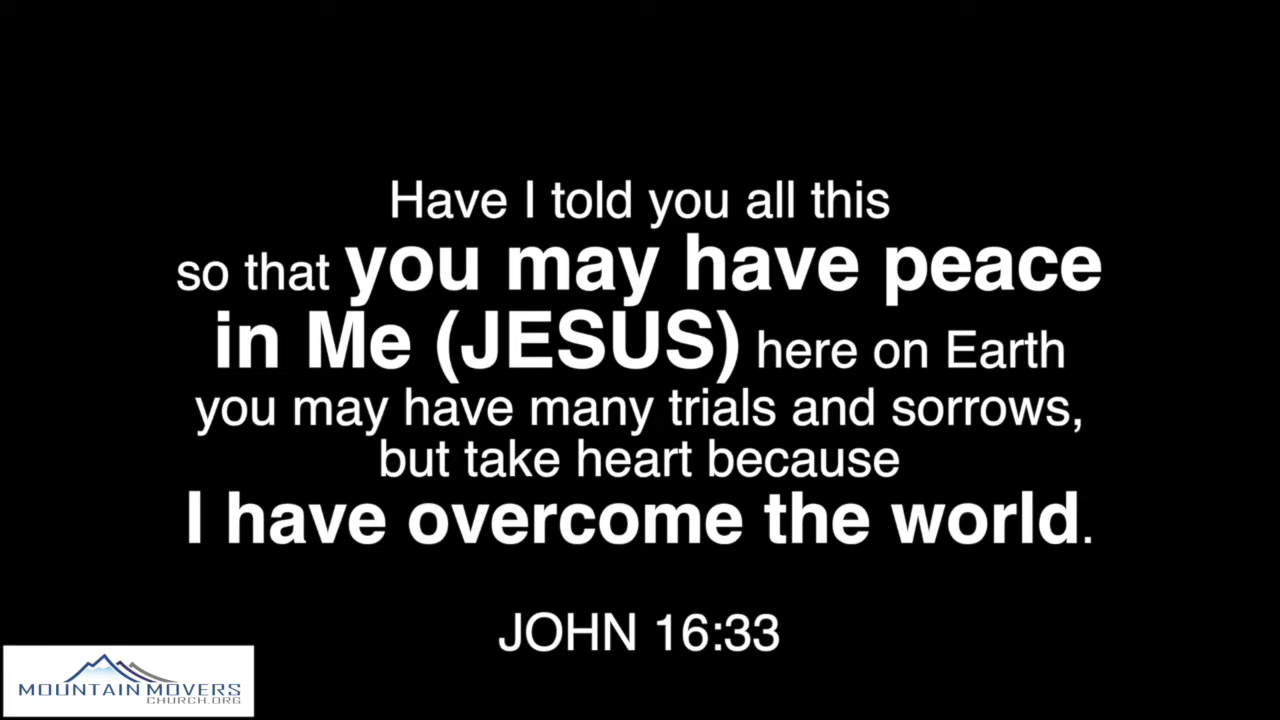 Have I told you all this
so that you may have peace
in Me (JESUS) here on Earth
you may have many trials and sorrows,
but take heart because
I have overcome the world.
JOHN 16:33
MOUNTAIN MOVERS
CHURCH.ORG